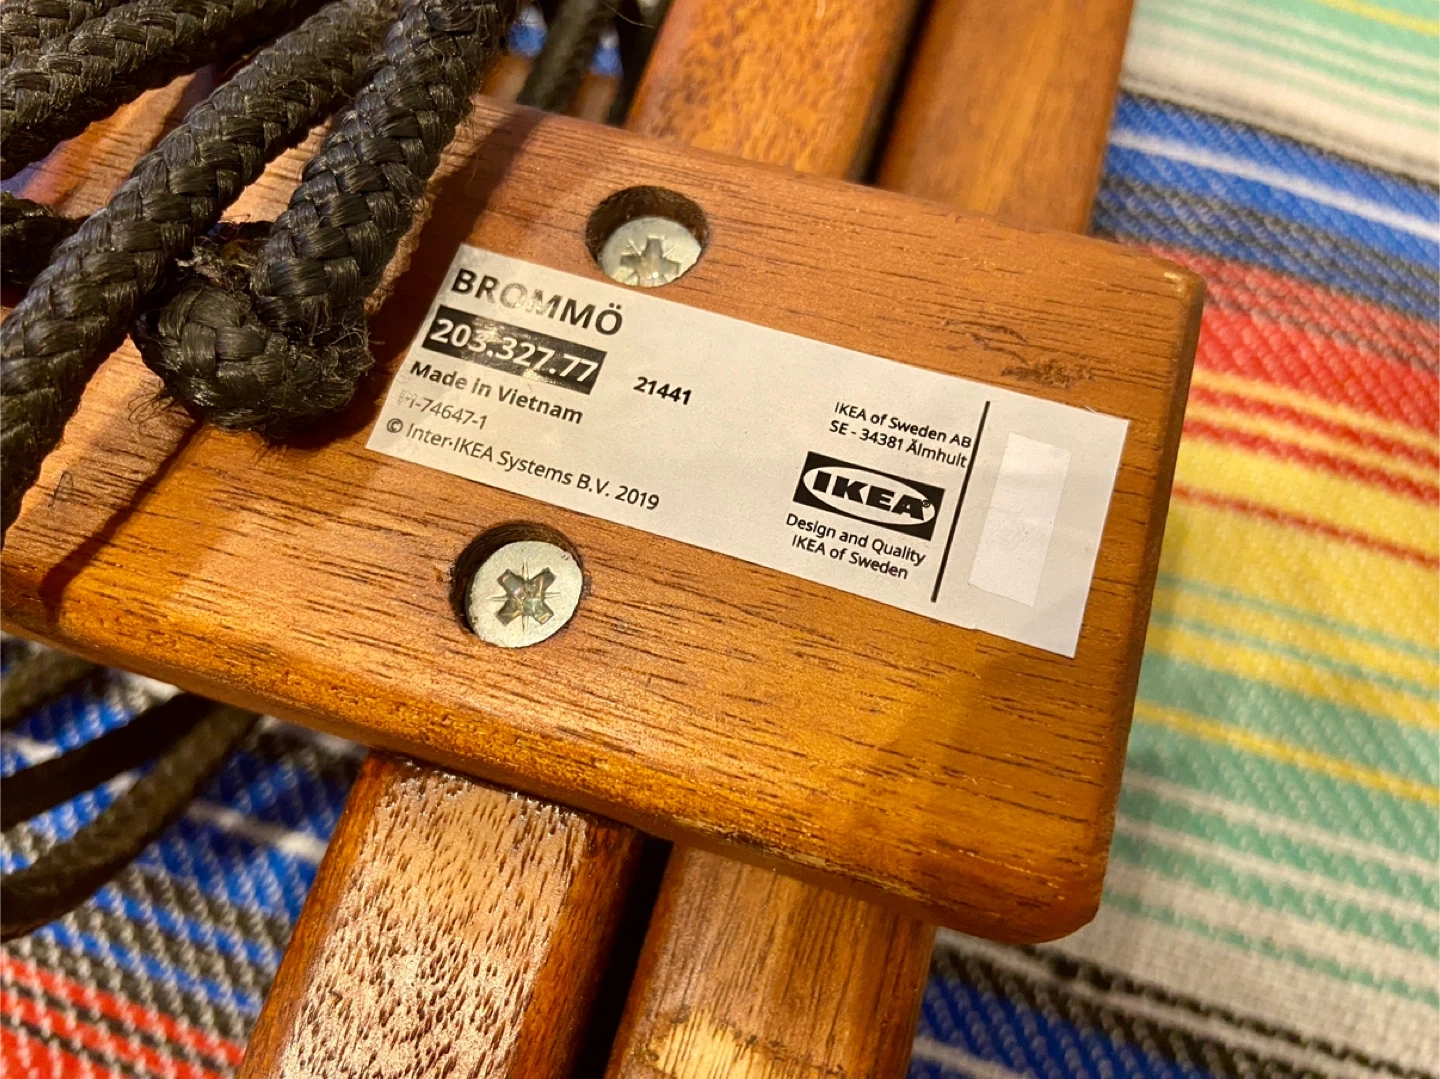 BROMMÖ
203.327.77
21441
Made in Vietnam
-74647-1
© Inter-IKEA Systems B.V. 2019
IKEA of Sweden AB
SE - 34381 Älmhult
IKEA®
Design and Quality
IKEA of Sweden